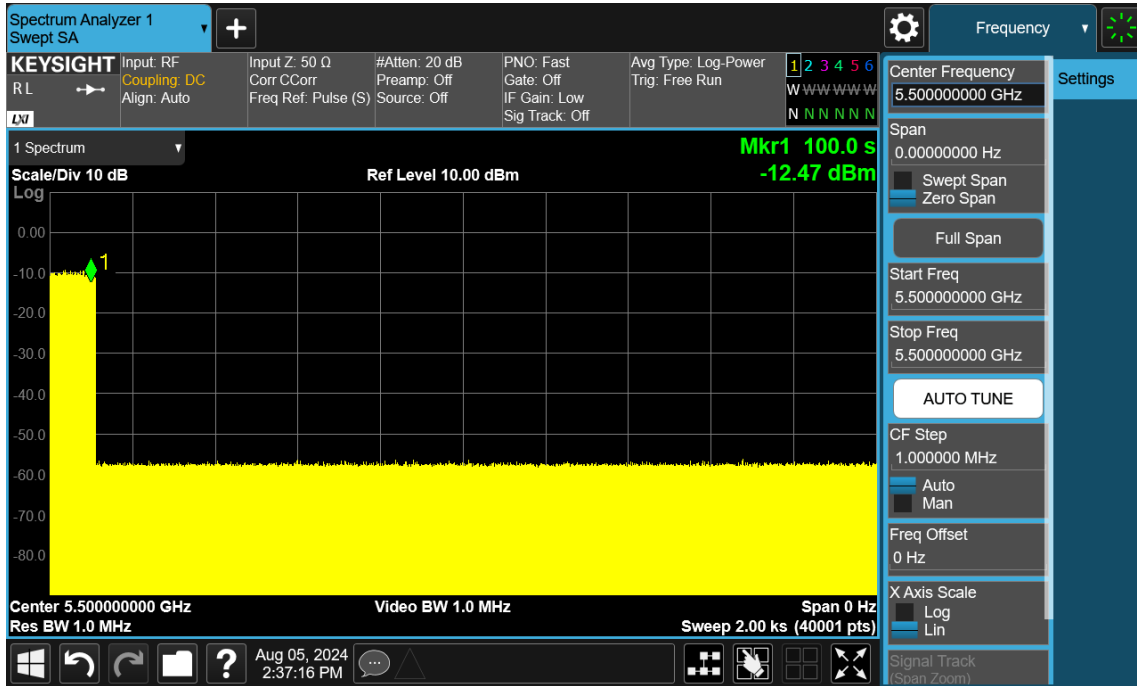 Spectrum Analyzer 1
Swept SA
Frequency
KEYSIGHT
R L
LXI
Input: RF
Coupling: DC
Align: Auto
Input Z: 50 Ω
Corr CCorr
Freq Ref: Pulse (S)
#Atten: 20 dB
Preamp: Off
Source: Off
PNO: Fast
Gate: Off
IF Gain: Low
Sig Track: Off
Avg Type: Log-Power
Trig: Free Run
1 2 3 4 5 6
W W W W W W
N N N N N N
1 Spectrum
Scale/Div 10 dB
Ref Level 10.00 dBm
Mkr1 100.0 s
-12.47 dBm
Log
0.00
-10.0
-20.0
-30.0
-40.0
-50.0
-60.0
-70.0
-80.0
1
Center 5.500000000 GHz
Res BW 1.0 MHz
Video BW 1.0 MHz
Span 0 Hz
Sweep 2.00 ks (40001 pts)
Aug 05, 2024
2:37:16 PM
Center Frequency
5.500000000 GHz
Span
0.00000000 Hz
Swept Span
Zero Span
Full Span
Start Freq
5.500000000 GHz
Stop Freq
5.500000000 GHz
AUTO TUNE
CF Step
1.000000 MHz
Auto
Man
Freq Offset
0 Hz
X Axis Scale
Log
Lin
Signal Track
(Span Zoom)
Settings